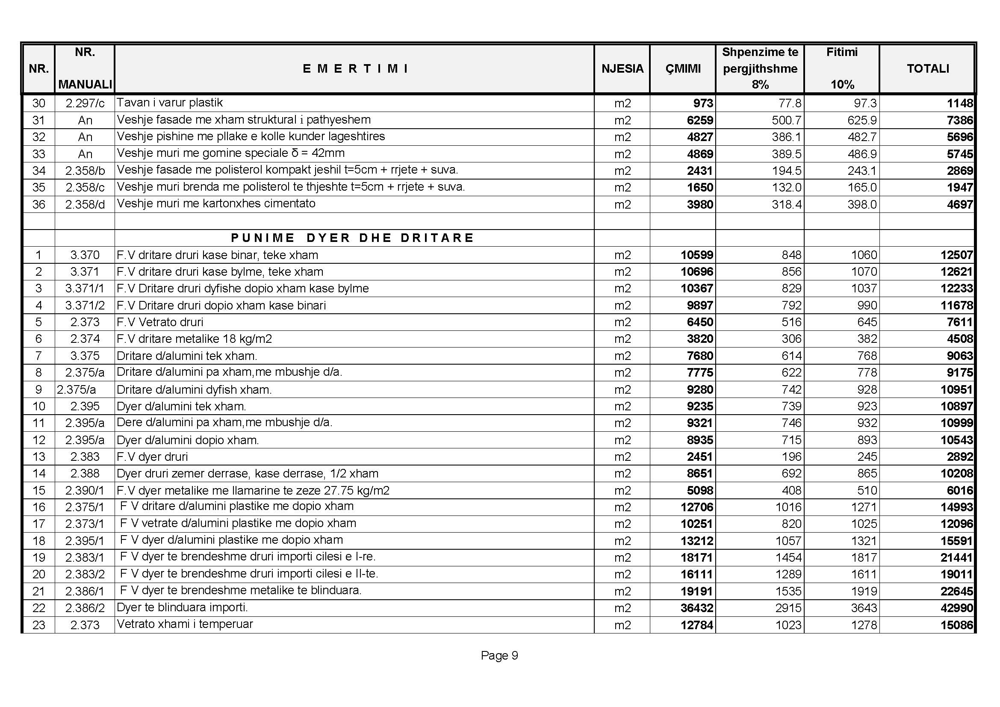 NR. NR. MANUALI E M E R T I M I NJESIA ÇMIMI Shpenzime te pergjithshme 8% Fitimi 10% TOTALI
30 2.297/c Tavan i varur plastik m2 973 77.8 97.3 1148
31 An Veshje fasade me xham struktural i pathyeshem m2 6259 500.7 625.9 7386
32 An Veshje pishine me pllake e kolle kunder lageshtires m2 4827 386.1 482.7 5696
33 An Veshje muri me gomine speciale δ = 42mm m2 4869 389.5 486.9 5745
34 2.358/b Veshje fasade me polisterol kompakt jeshil t=5cm + rrjete + suva. m2 2431 194.5 243.1 2869
35 2.358/c Veshje muri brenda me polisterol te thjeshte t=5cm + rrjete + suva. m2 1650 132.0 165.0 1947
36 2.358/d Veshje muri me kartonxhes cimentato m2 3980 318.4 398.0 4697
P U N I M E D Y E R D H E D R I T A R E
1 3.370 F.V dritare druri kase binar, teke xham m2 10599 848 1060 12507
2 3.371 F.V dritare druri kase bylme, teke xham m2 10696 856 1070 12621
3 3.371/1 F.V Dritare druri dyfishe dopio xham kase bylme m2 10367 829 1037 12233
4 3.371/2 F.V Dritare druri dopio xham kase binari m2 9897 792 990 11678
5 2.373 F.V Vetrato druri m2 6450 516 645 7611
6 2.374 F.V dritare metalike 18 kg/m2 m2 3820 306 382 4508
7 3.375 Dritare d/alumini tek xham. m2 7680 614 768 9063
8 2.375/a Dritare d/alumini pa xham,me mbushje d/a. m2 7775 622 778 9175
9 2.375/a Dritare d/alumini dyfish xham. m2 9280 742 928 10951
10 2.395 Dyer d/alumini tek xham. m2 9235 739 923 10897
11 2.395/a Dere d/alumini pa xham,me mbushje d/a. m2 9321 746 932 10999
12 2.395/a Dyer d/alumini dopio xham. m2 8935 715 893 10543
13 2.383 F.V dyer druri m2 2451 196 245 2892
14 2.388 Dyer druri zemer derrase, kase derrase, 1/2 xham m2 8651 692 865 10208
15 2.390/1 F.V dyer metalike me llamarine te zeze 27.75 kg/m2 m2 5098 408 510 6016
16 2.375/1 F V dritare d/alumini plastike me dopio xham m2 12706 1016 1271 14993
17 2.373/1 F V vetrate d/alumini plastike me dopio xham m2 10251 820 1025 12096
18 2.395/1 F V dyer d/alumini plastike me dopio xham m2 13212 1057 1321 15591
19 2.383/1 F V dyer te brendeshme druri importi cilesi e I-re. m2 18171 1454 1817 21441
20 2.383/2 F V dyer te brendeshme druri importi cilesi e II-te. m2 16111 1289 1611 19011
21 2.386/1 F V dyer te brendeshme metalike te blinduara. m2 19191 1535 1919 22645
22 2.386/2 Dyer te blinduara importi. m2 36432 2915 3643 42990
23 2.373 Vetrato xhami i temperuar m2 12784 1023 1278 15086
Page 9